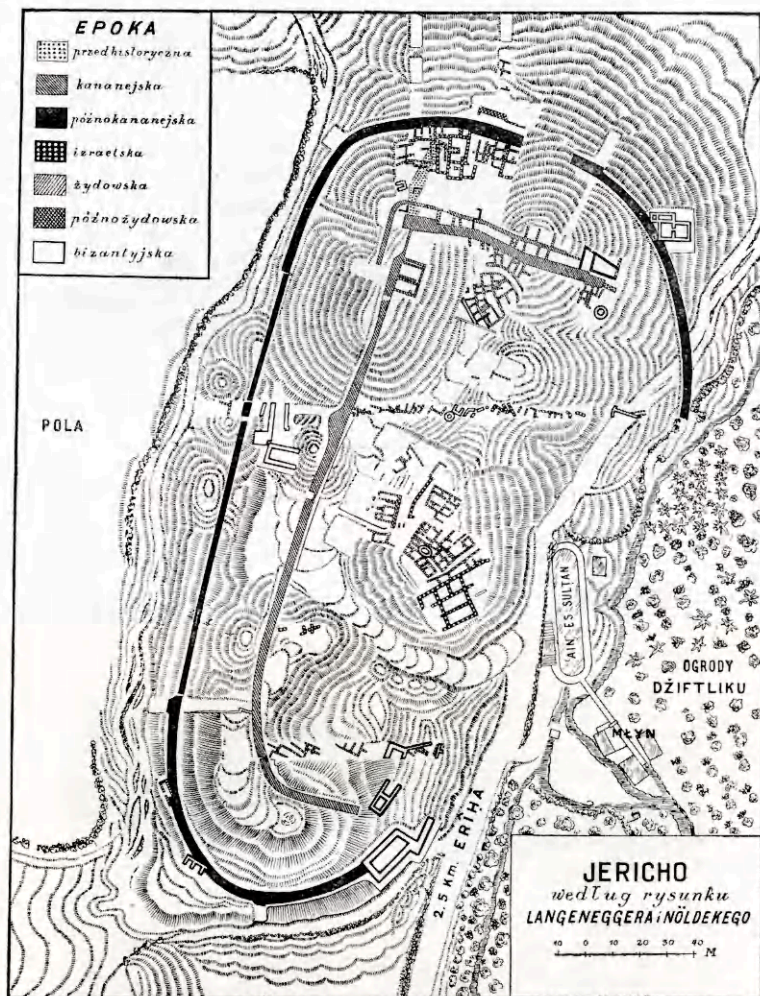 EPOKA
przedhistoryczna
kananejska
późnokananejska
izraelska
żydowska
późnożydowska
bizantyjska
POLA
AIN ES SULTAN
OGRODY
DŻIFTLIKU
MŁYN
2.5 Km. ERIHA
JERICHO
według rysunku
LANGENEGGERA i NÖLDEKEGO
10 0 10 20 30 40
M